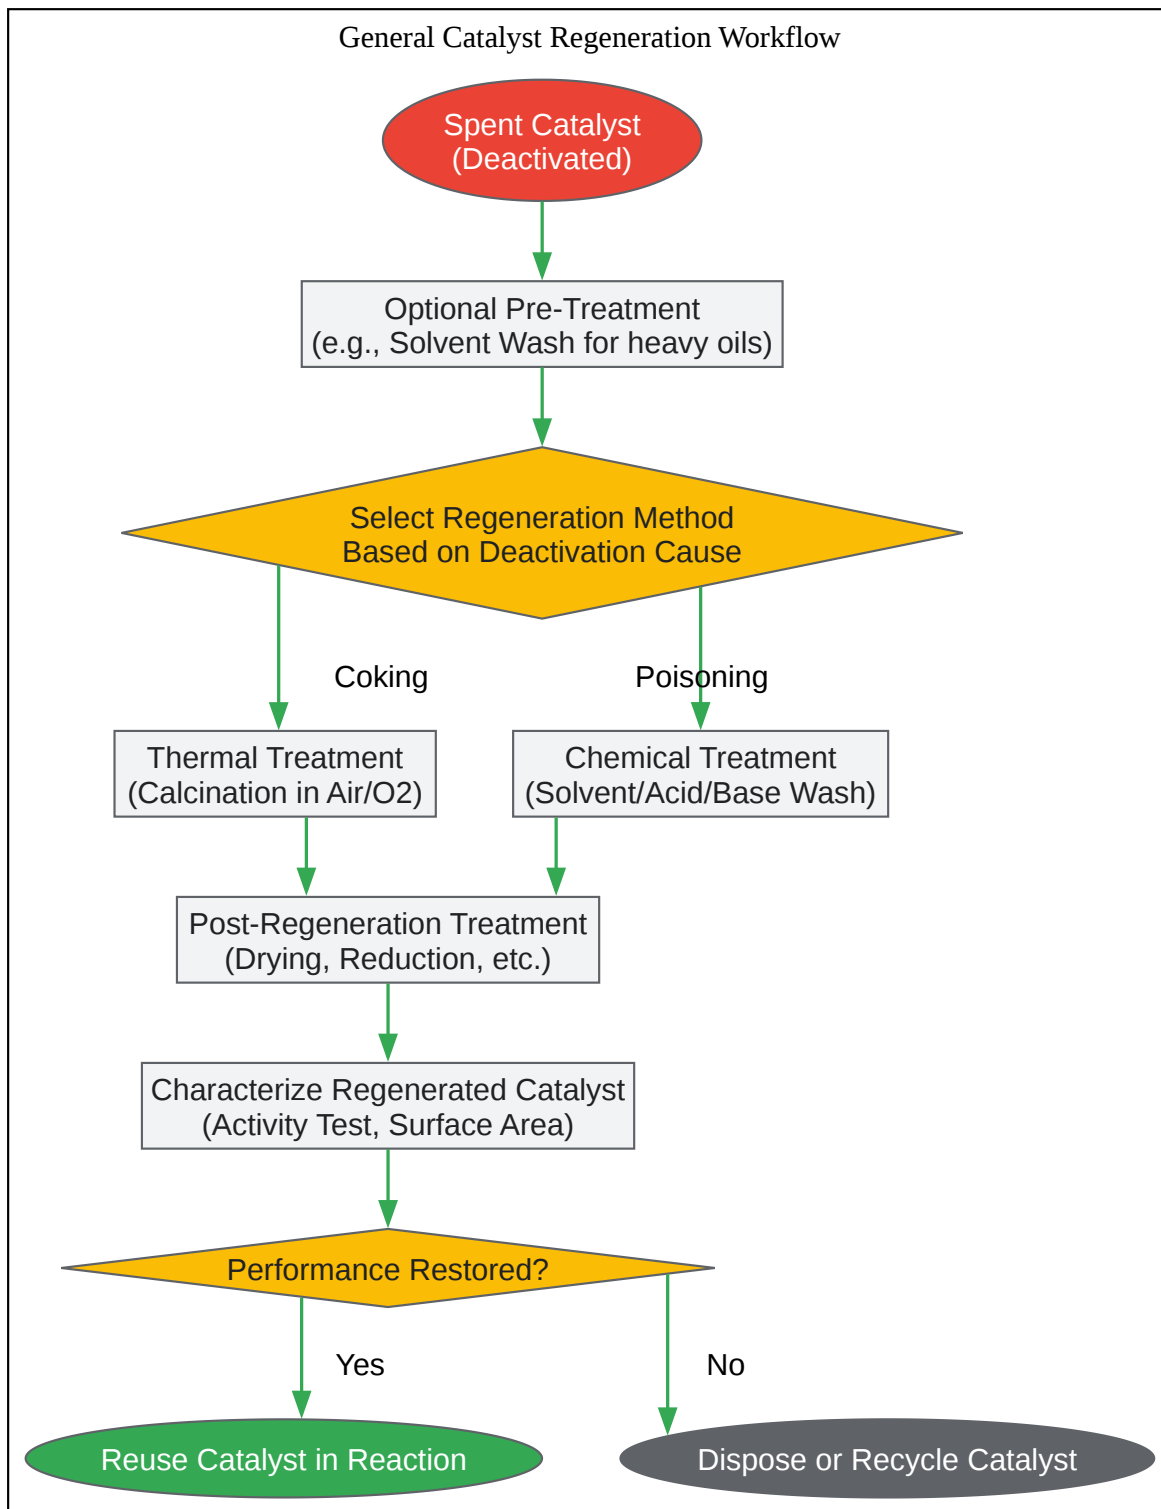 General Catalyst Regeneration Workflow
Spent Catalyst
(Deactivated)
Optional Pre-Treatment
(e.g., Solvent Wash for heavy oils)
Select Regeneration Method
Based on Deactivation Cause
Coking
Poisoning
Thermal Treatment
(Calcination in Air/O2)
Chemical Treatment
(Solvent/Acid/Base Wash)
Post-Regeneration Treatment
(Drying, Reduction, etc.)
Characterize Regenerated Catalyst
(Activity Test, Surface Area)
Performance Restored?
Yes
No
Reuse Catalyst in Reaction
Dispose or Recycle Catalyst